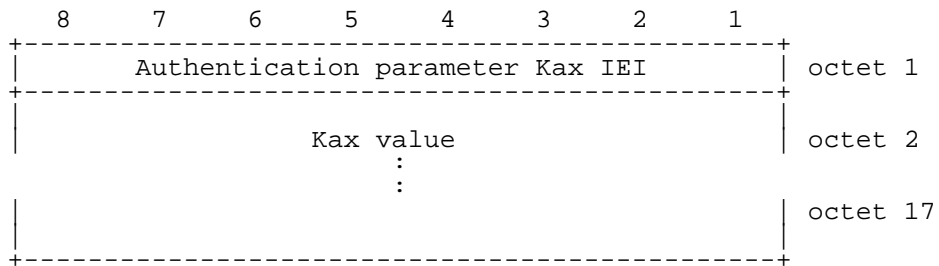 8 7 6 5 4 3 2 1
Authentication parameter Kax IEI octet 1
Kax value octet 2
:
:
octet 17